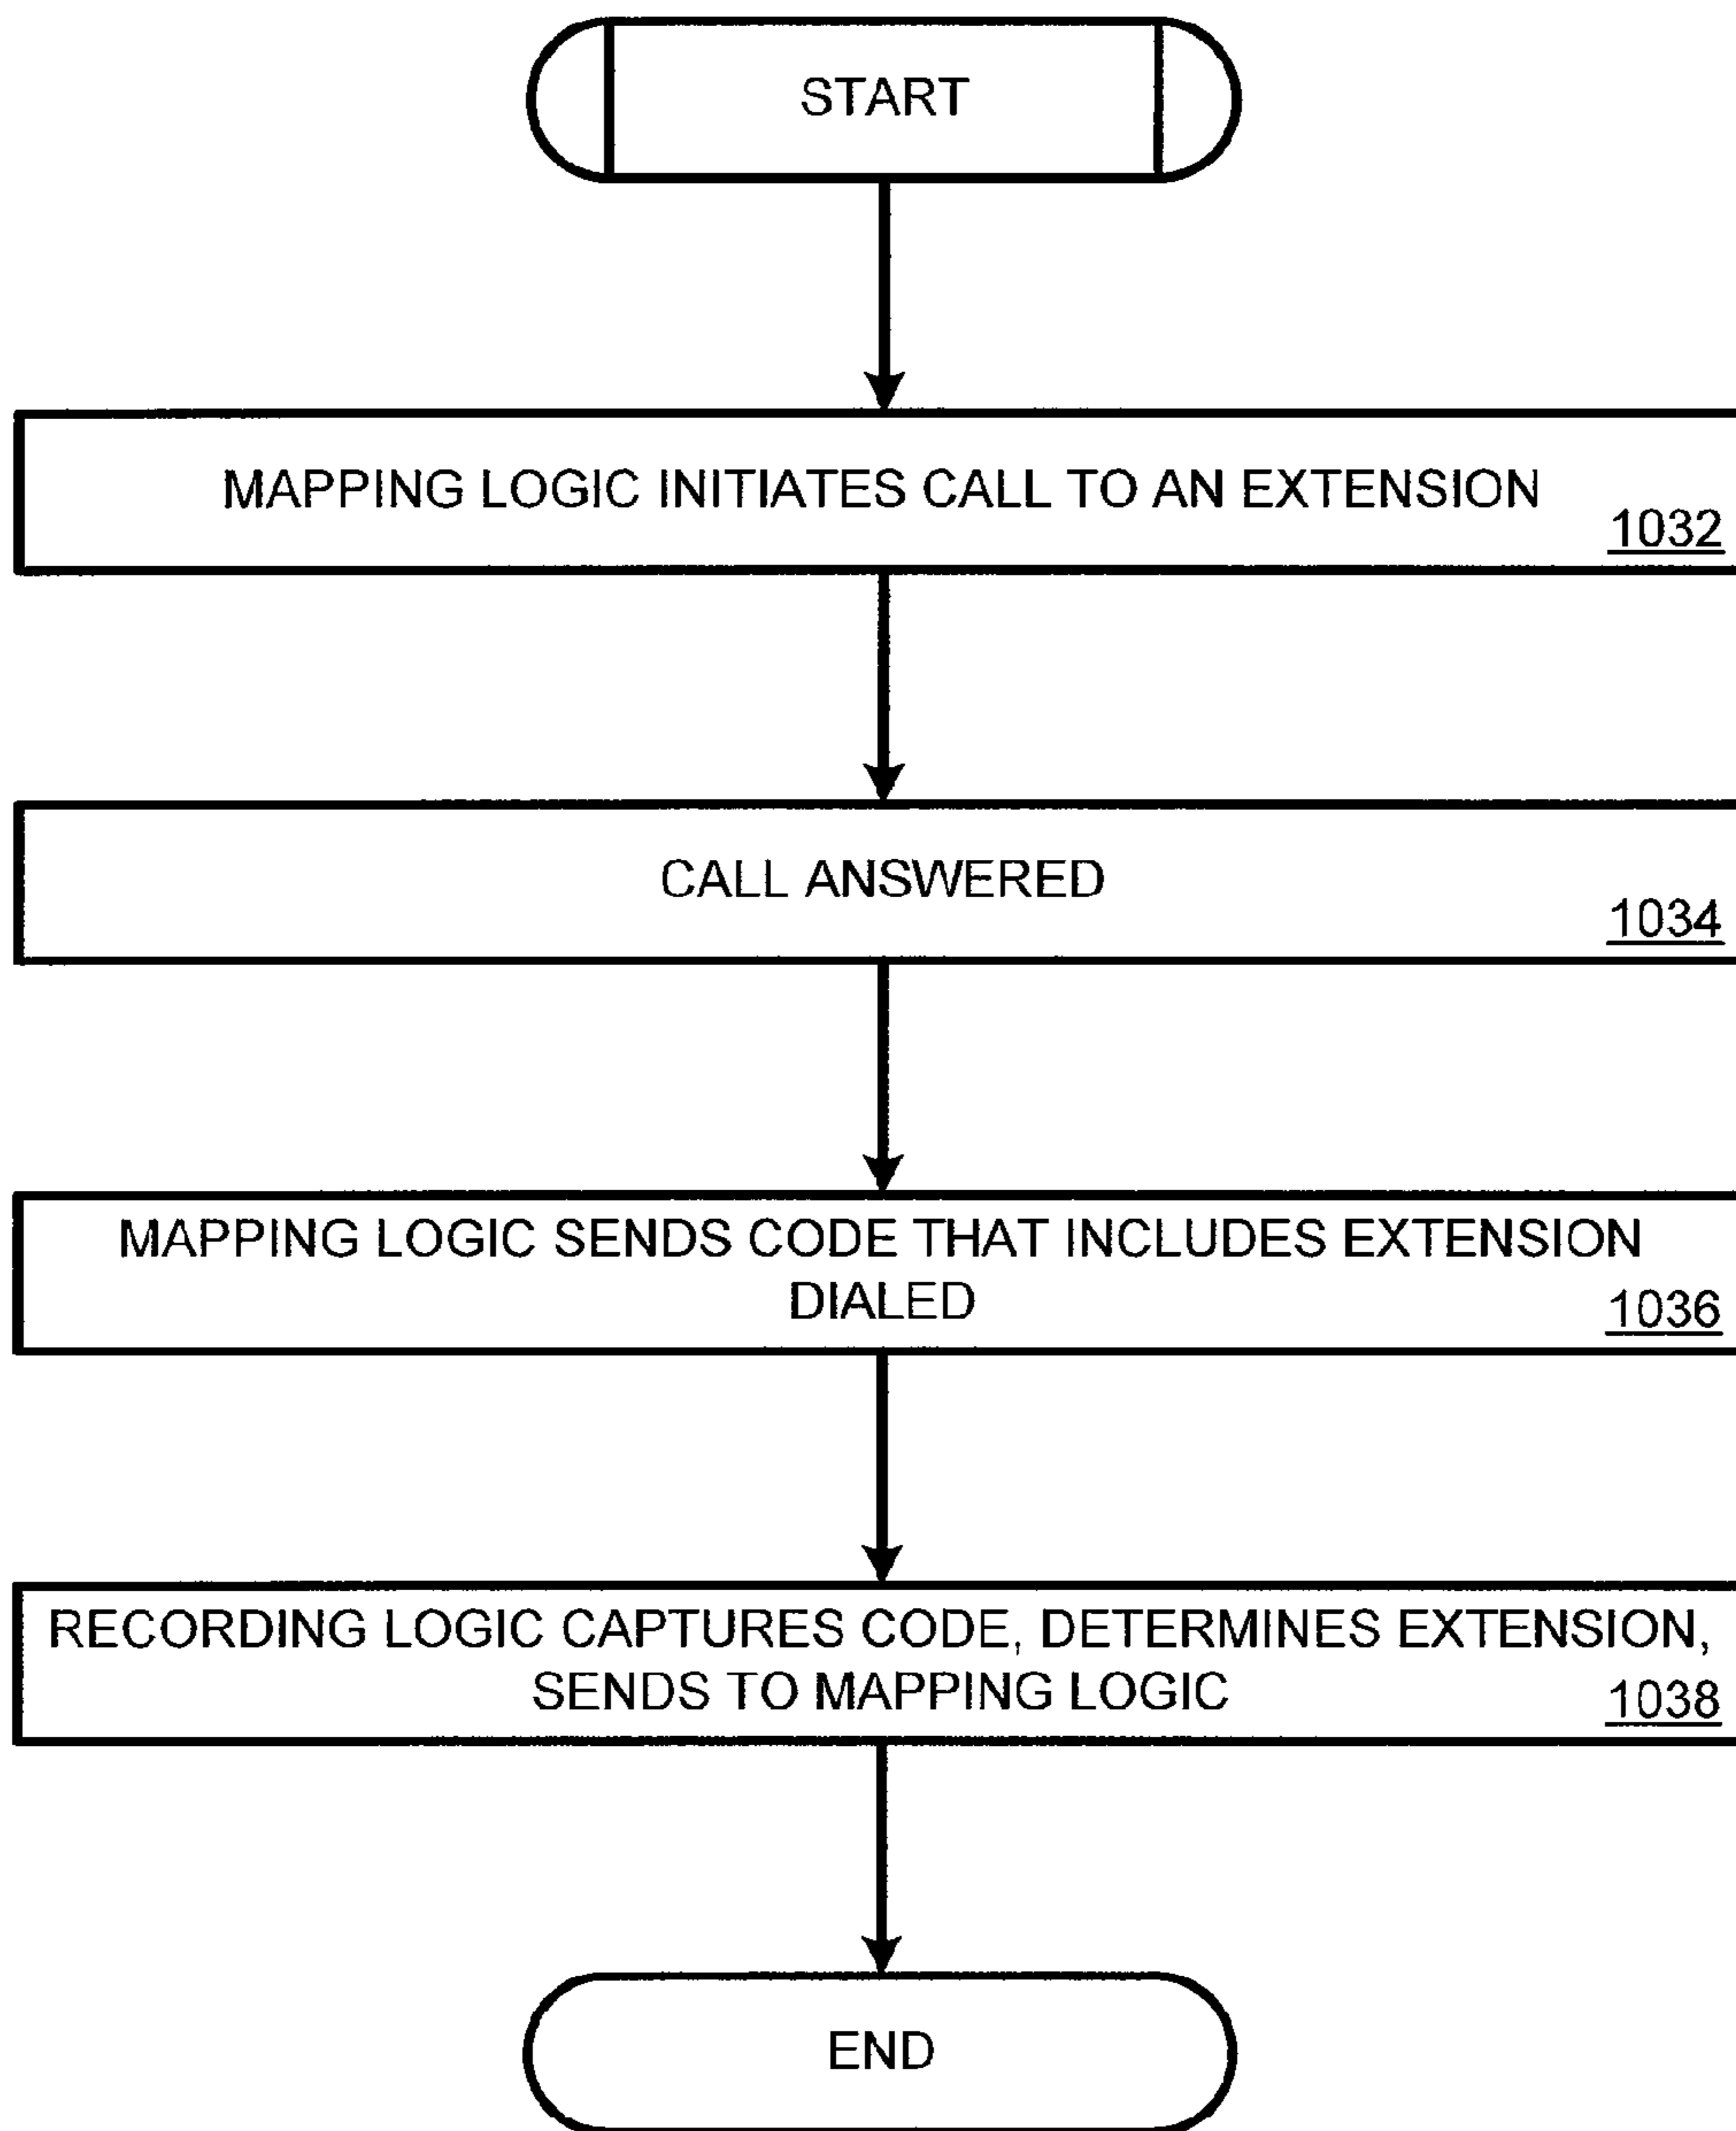 START
MAPPING LOGIC INITIATES CALL TO AN EXTENSION
1032
CALL ANSWERED
1034
MAPPING LOGIC SENDS CODE THAT INCLUDES EXTENSION
DIALED
1036
RECORDING LOGIC CAPTURES CODE, DETERMINES EXTENSION,
SENDS TO MAPPING LOGIC
1038
END